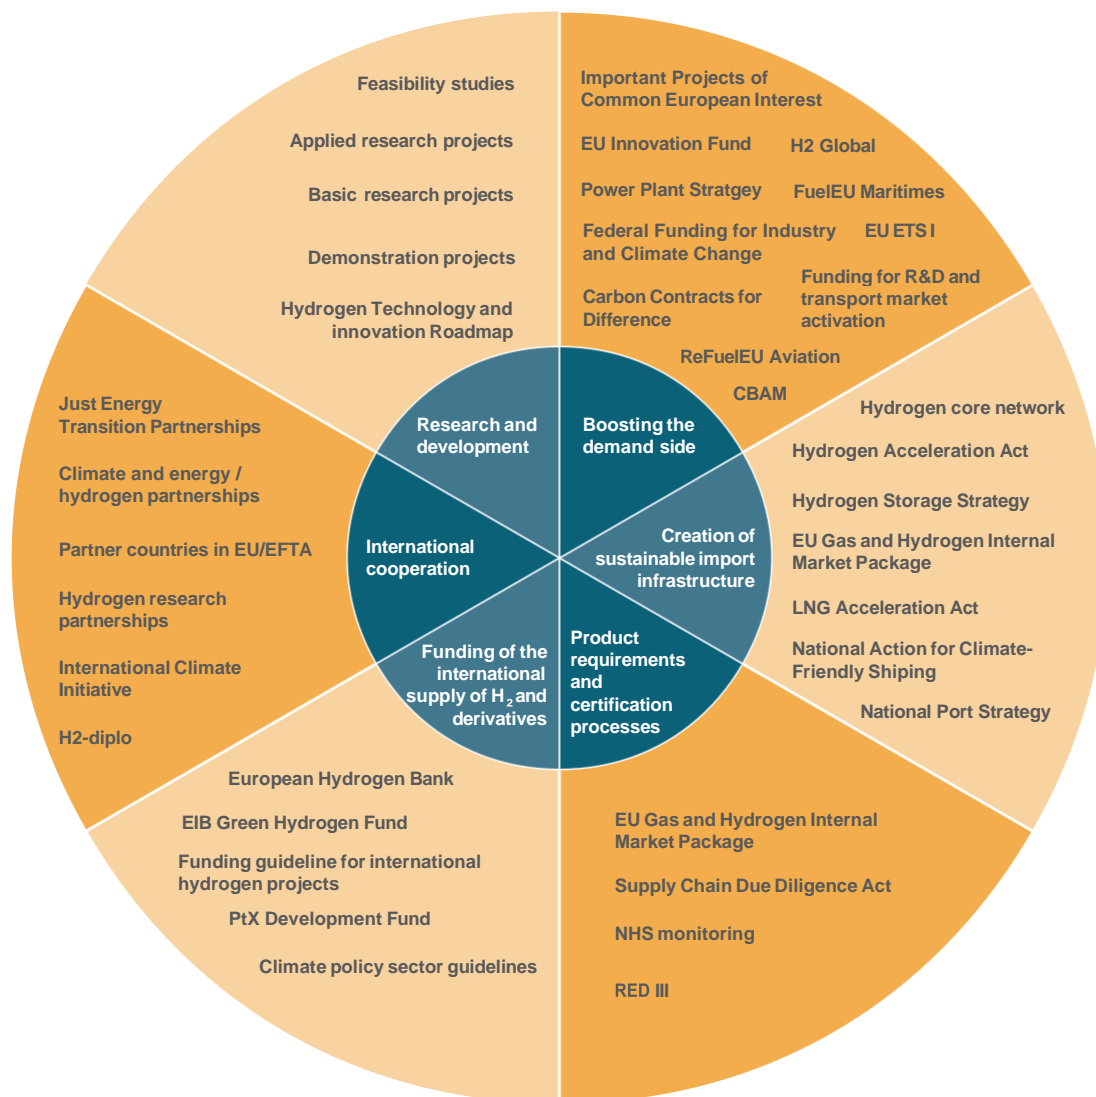 Feasibility studies
Applied research projects
Basic research projects
Demonstration projects
Hydrogen Technology and
innovation Roadmap
Important Projects of
Common European Interest
EU Innovation Fund
H2 Global
Power Plant Stratgey
FuelEU Maritimes
Federal Funding for Industry
and Climate Change
EU ETS I
Funding for R&D and
transport market
activation
Carbon Contracts for
Difference
ReFuelEU Aviation
CBAM
Hydrogen core network
Hydrogen Acceleration Act
Hydrogen Storage Strategy
EU Gas and Hydrogen Internal
Market Package
LNG Acceleration Act
National Action for Climate-
Friendly Shiping
National Port Strategy
Just Energy
Transition Partnerships
Climate and energy /
hydrogen partnerships
Partner countries in EU/EFTA
Hydrogen research
partnerships
International Climate
Initiative
H2-diplo
Research and
development
Boosting the
demand side
International
cooperation
Creation of
sustainable import
infrastructure
Funding of the
international
supply of H₂ and
derivatives
Product
requirements
and
certification
processes
European Hydrogen Bank
EIB Green Hydrogen Fund
Funding guideline for international
hydrogen projects
PtX Development Fund
Climate policy sector guidelines
EU Gas and Hydrogen Internal
Market Package
Supply Chain Due Diligence Act
NHS monitoring
RED III